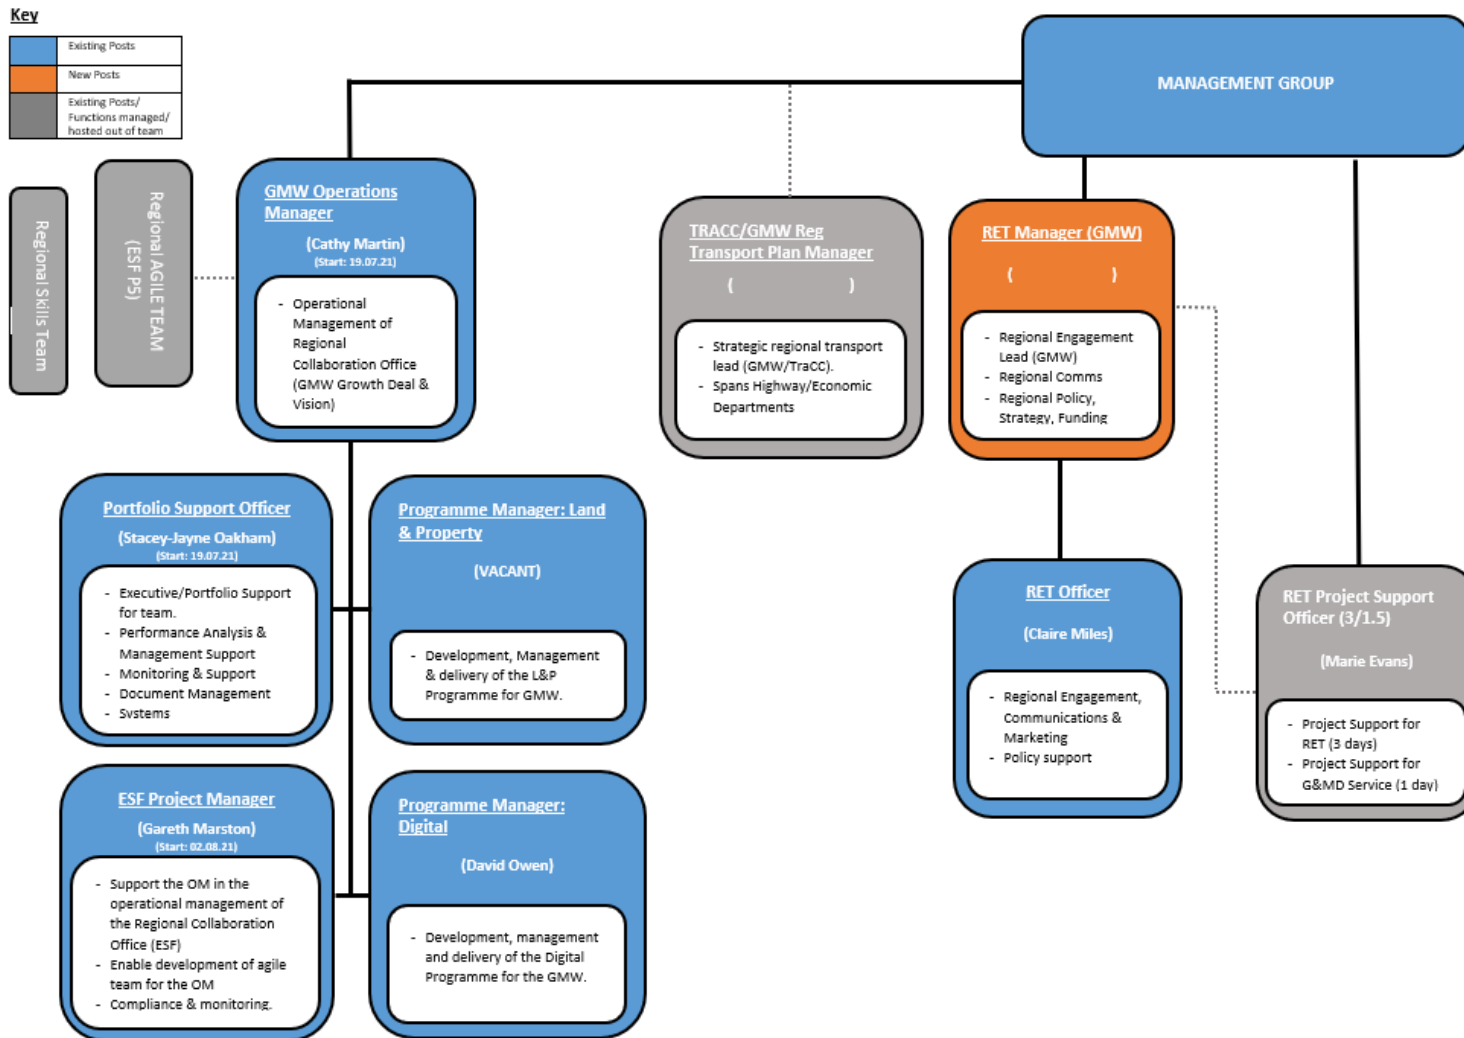 Key
Existing Posts
New Posts
Existing Posts/
Functions managed/
hosted out of team
MANAGEMENT GROUP
Regional Skills Team
Regional AGILE TEAM
(ESF P5)
GMW Operations
Manager
(Cathy Martin)
(Start: 19.07.21)
- Operational
Management of
Regional
Collaboration Office
(GMW Growth Deal &
Vision)
TRACC/GMW Reg
Transport Plan Manager
( )
- Strategic regional transport
lead (GMW/TraCC).
- Spans Highway/Economic
Departments
RET Manager (GMW)
( )
- Regional Engagement
Lead (GMW)
- Regional Comms
- Regional Policy,
Strategy, Funding
Portfolio Support Officer
(Stacey-Jayne Oakham)
(Start: 19.07.21)
- Executive/Portfolio Support
for team.
- Performance Analysis &
Management Support
- Monitoring & Support
- Document Management
- Systems
Programme Manager: Land
& Property
(VACANT)
- Development, Management
& delivery of the L&P
Programme for GMW.
RET Officer
(Claire Miles)
- Regional Engagement,
Communications &
Marketing
- Policy support
RET Project Support
Officer (3/1.5)
(Marie Evans)
- Project Support for
RET (3 days)
- Project Support for
G&MD Service (1 day)
ESF Project Manager
(Gareth Marston)
(Start: 02.08.21)
- Support the OM in the
operational management of
the Regional Collaboration
Office (ESF)
- Enable development of agile
team for the OM
- Compliance & monitoring.
Programme Manager:
Digital
(David Owen)
- Development, management
and delivery of the Digital
Programme for the GMW.